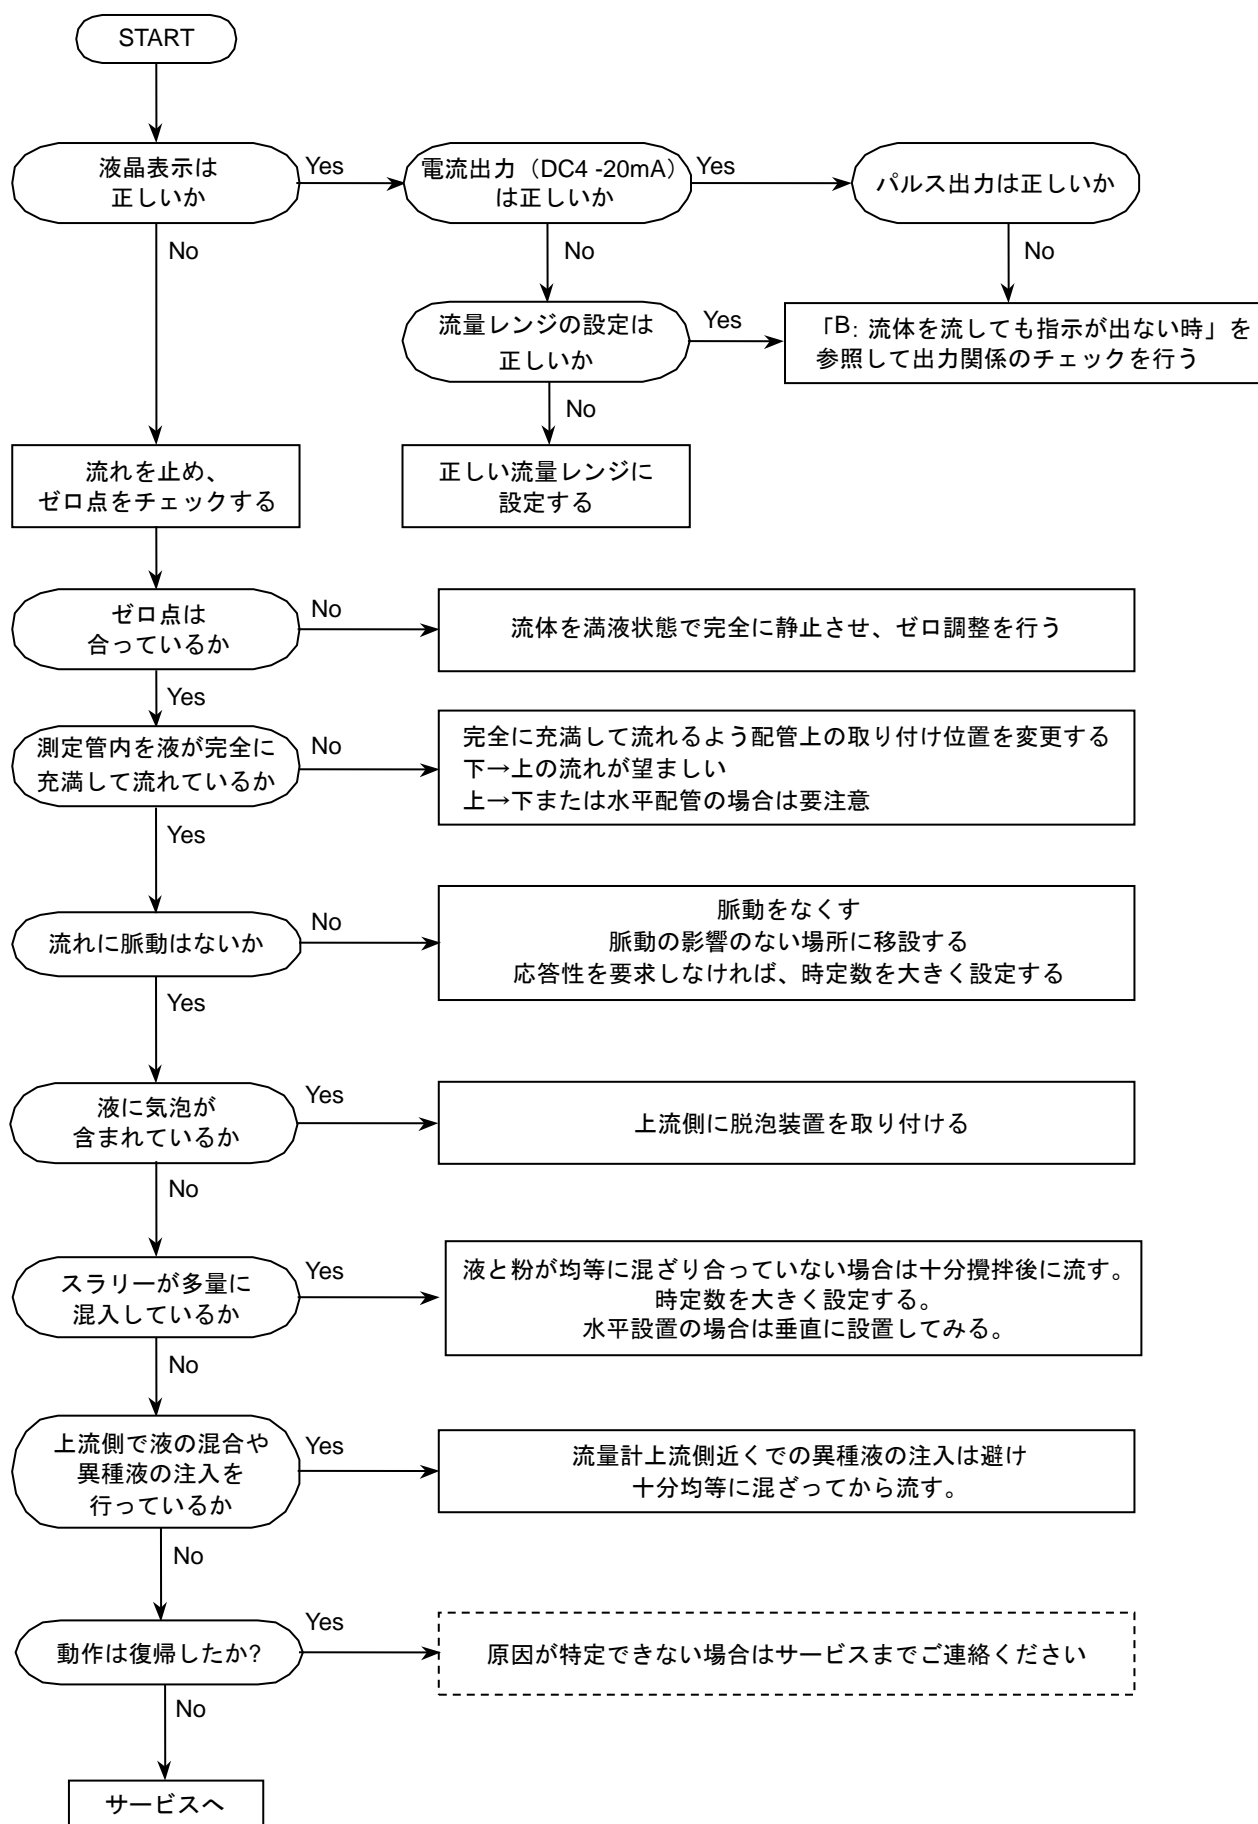 START
液晶表示は
正しいか
Yes
電流出力（DC4 -20mA）
は正しいか
Yes
パルス出力は正しいか
No
No
No
流量レンジの設定は
正しいか
Yes
「B: 流体を流しても指示が出ない時」を
参照して出力関係のチェックを行う
No
流れを止め、
ゼロ点をチェックする
正しい流量レンジに
設定する
ゼロ点は
合っているか
No
流体を満液状態で完全に静止させ、ゼロ調整を行う
Yes
測定管内を液が完全に
充満して流れているか
No
完全に充満して流れるよう配管上の取り付け位置を変更する
下→上の流れが望ましい
上→下または水平配管の場合は要注意
Yes
流れに脈動はないか
No
脈動をなくす
脈動の影響のない場所に移設する
応答性を要求しなければ、時定数を大きく設定する
Yes
液に気泡が
含まれているか
Yes
上流側に脱泡装置を取り付ける
No
スラリーが多量に
混入しているか
Yes
液と粉が均等に混ざり合っていない場合は十分攪拌後に流す。
時定数を大きく設定する。
水平設置の場合は垂直に設置してみる。
No
上流側で液の混合や
異種液の注入を
行っているか
Yes
流量計上流側近くでの異種液の注入は避け
十分均等に混ざってから流す。
No
動作は復帰したか?
Yes
原因が特定できない場合はサービスまでご連絡ください
No
サービスへ